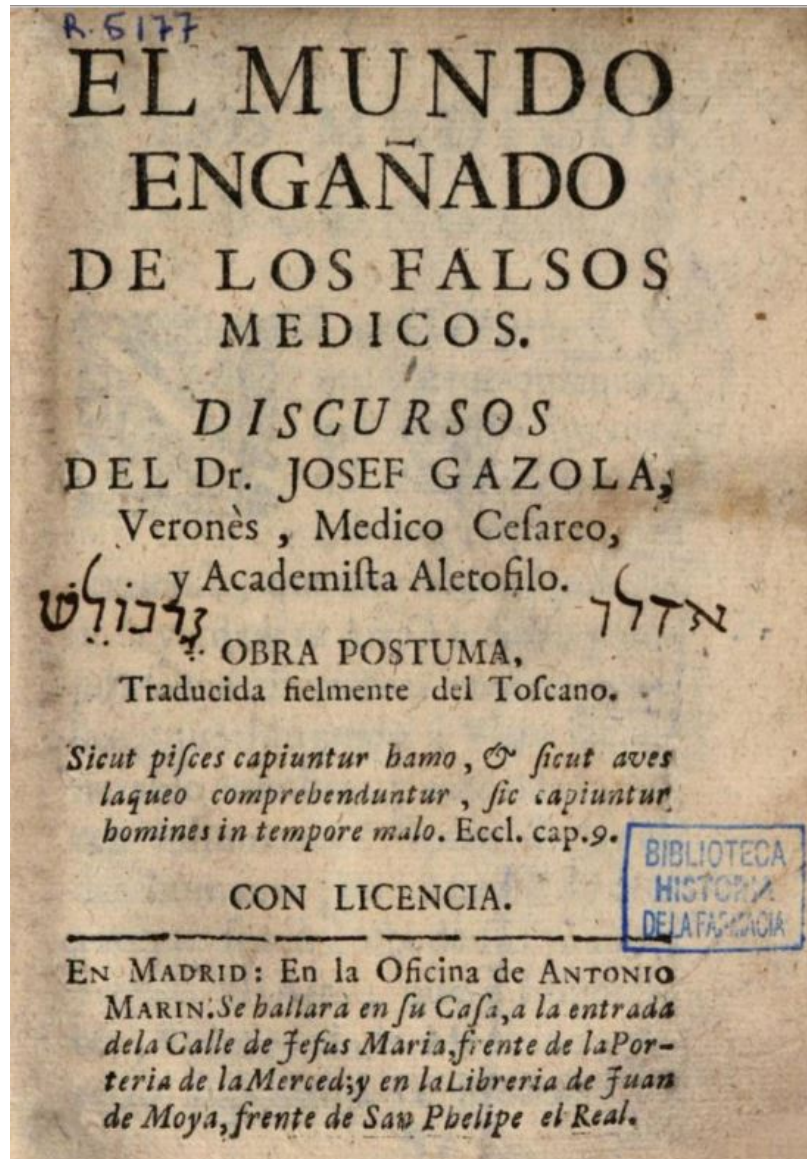 R. 5177
EL MUNDO
ENGAÑADO
DE LOS FALSOS
MEDICOS.
DISCURSOS
DEL Dr. JOSEF GAZOLA,
Veronès , Medico Ceſareo,
y Academiſta Aletofilo.
אדלר
OBRA POSTUMA,
Traducida fielmente del Toſcano.
Sicut piſces capiuntur hamo, & ſicut aves
laqueo comprehenduntur , ſic capiuntur
homines in tempore malo. Eccl. cap.9.
BIBLIOTECA
HISTORIA
DE LA FARMACIA
CON LICENCIA.
EN MADRID: En la Oficina de ANTONIO
MARIN: Se hallarà en ſu Caſa, a la entrada
dela Calle de Jeſus Maria, frente de la Por-
teria de la Merced; y en la Libreria de Juan
de Moya, frente de San Phelipe el Real.